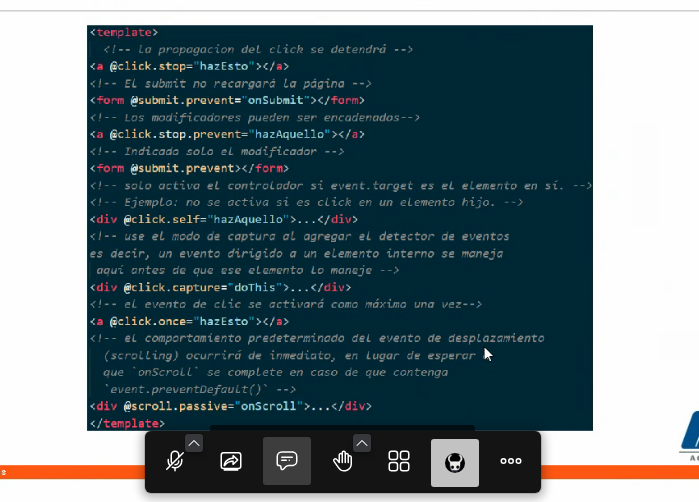 <template>
<!-- la propagacion del click se detendrá -->
<a @click.stop="hazEsto"></a>
<!-- El submit no recargará la página -->
<form @submit.prevent="onSubmit"></form>
<!-- Los modificadores pueden ser encadenados-->
<a @click.stop.prevent="hazAquello"></a>
<!-- Indicado solo el modificador -->
<form @submit.prevent></form>
<!-- solo activa el controlador si event.target es el elemento en sí. -->
<!-- Ejemplo: no se activa si es click en un elemento hijo. -->
<div @click.self="hazAquello">...</div>
<!-- use el modo de captura al agregar el detector de eventos
es decir, un evento dirigido a un elemento interno se maneja
aquí antes de que ese elemento lo maneje -->
<div @click.capture="doThis">...</div>
<!-- el evento de clic se activará como máximo una vez-->
<a @click.once="hazEsto"></a>
<!-- el comportamiento predeterminado del evento de desplazamiento
(scrolling) ocurrirá de inmediato, en lugar de esperar
que `onScroll` se complete en caso de que contenga
`event.preventDefault()` -->
<div @scroll.passive="onScroll">...</div>
</template>